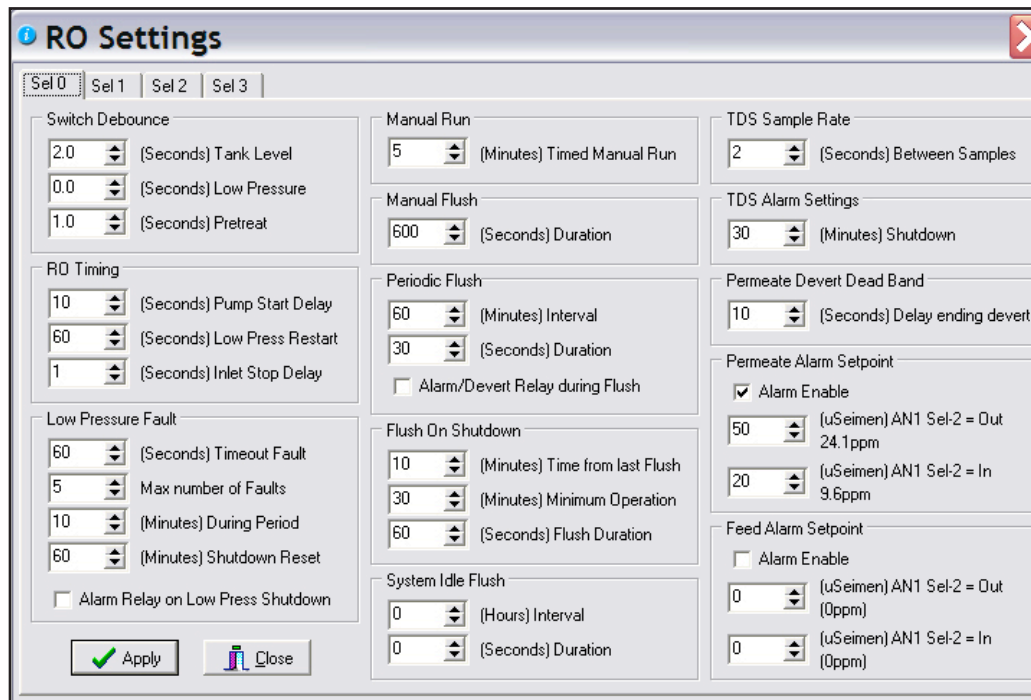 RO Settings
Sel 0 Sel 1 Sel 2 Sel 3
Switch Debounce
2.0 (Seconds) Tank Level
0.0 (Seconds) Low Pressure
1.0 (Seconds) Pretreat
RO Timing
10 (Seconds) Pump Start Delay
60 (Seconds) Low Press Restart
1 (Seconds) Inlet Stop Delay
Low Pressure Fault
60 (Seconds) Timeout Fault
5 Max number of Faults
10 (Minutes) During Period
60 (Minutes) Shutdown Reset
Alarm Relay on Low Press Shutdown
Apply Close
Manual Run
5 (Minutes) Timed Manual Run
Manual Flush
600 (Seconds) Duration
Periodic Flush
60 (Minutes) Interval
30 (Seconds) Duration
Alarm/Devert Relay during Flush
Flush On Shutdown
10 (Minutes) Time from last Flush
30 (Minutes) Minimum Operation
60 (Seconds) Flush Duration
System Idle Flush
0 (Hours) Interval
0 (Seconds) Duration
TDS Sample Rate
2 (Seconds) Between Samples
TDS Alarm Settings
30 (Minutes) Shutdown
Permeate Devert Dead Band
10 (Seconds) Delay ending devert
Permeate Alarm Setpoint
Alarm Enable
50 (uSeimen) AN1 Sel-2 = Out
24.1ppm
20 (uSeimen) AN1 Sel-2 = In
9.6ppm
Feed Alarm Setpoint
Alarm Enable
0 (uSeimen) AN1 Sel-2 = Out
(0ppm)
0 (uSeimen) AN1 Sel-2 = In
(0ppm)